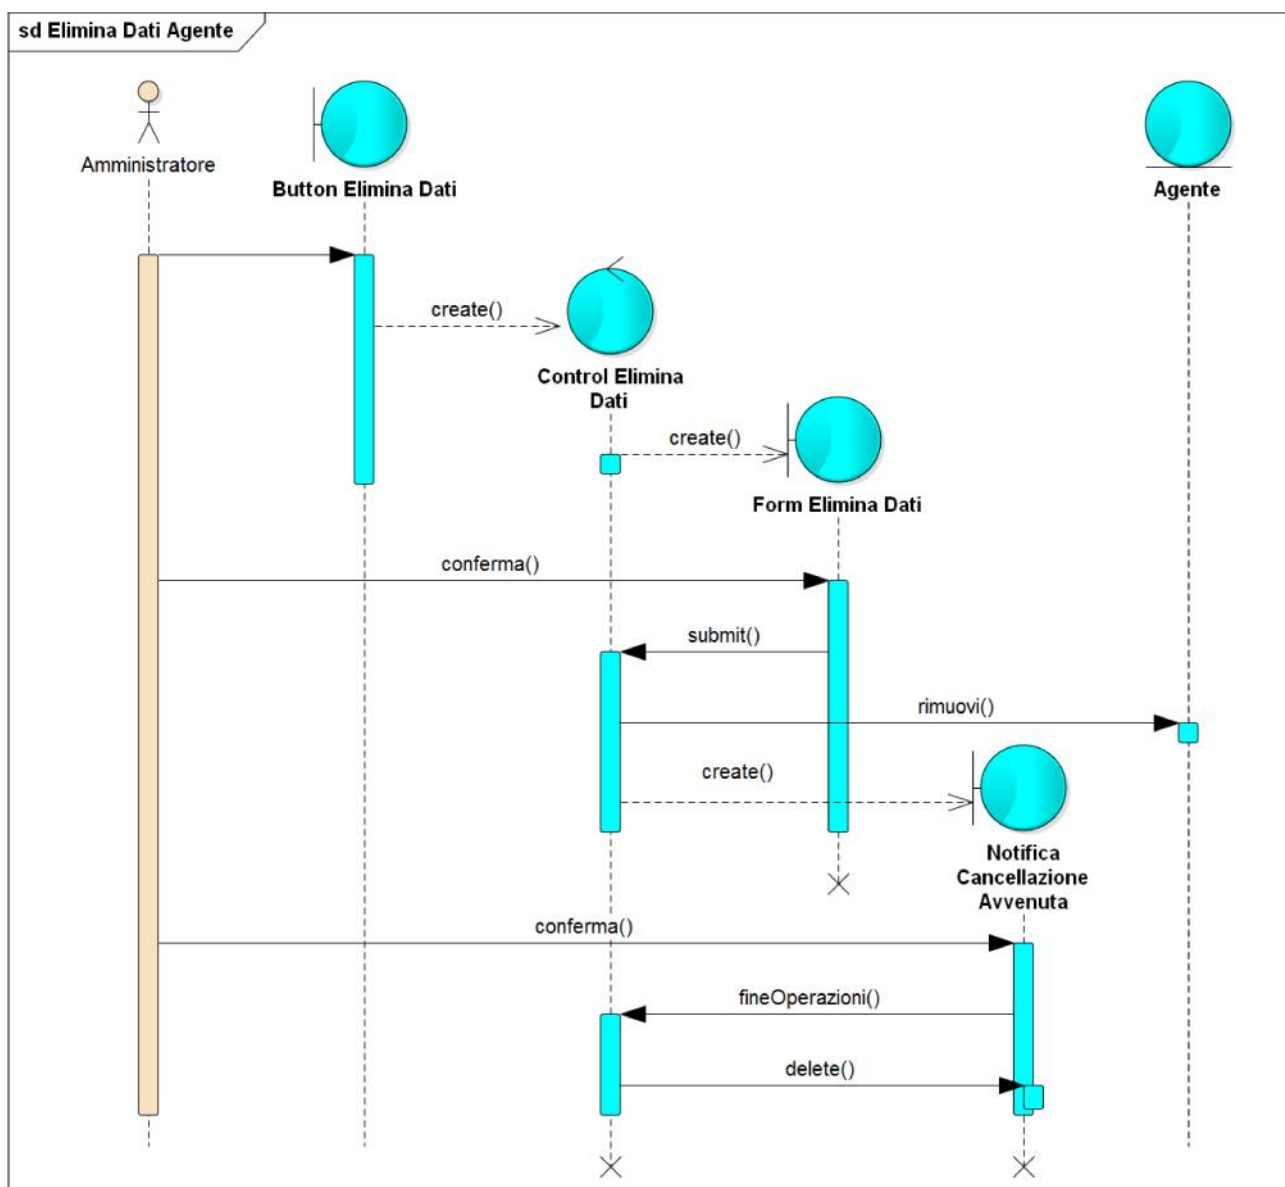 sd Elimina Dati Agente
Amministratore
Button Elimina Dati
Agente
create()
Control Elimina
Dati
create()
Form Elimina Dati
conferma()
submit()
rimuovi()
create()
Notifica
Cancellazione
Avvenuta
conferma()
fineOperazioni()
delete()